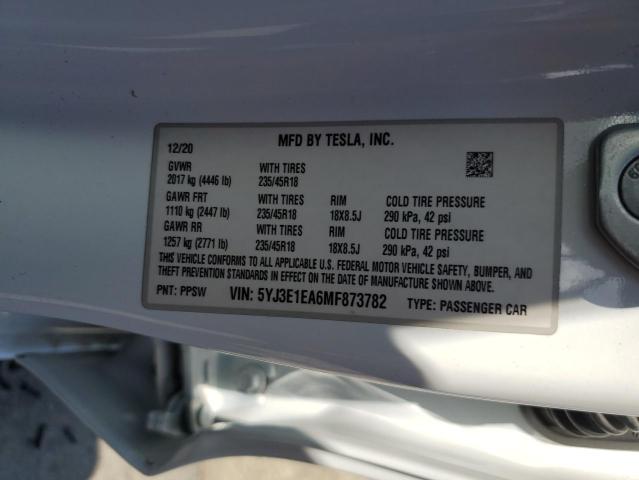 MFD BY TESLA, INC.
12/20
GVWR WITH TIRES
2017 kg (4446 lb) 235/45R18
GAWR FRT WITH TIRES RIM COLD TIRE PRESSURE
1110 kg (2447 lb) 235/45R18 18X8.5J 290 kPa, 42 psi
GAWR RR WITH TIRES RIM COLD TIRE PRESSURE
1257 kg (2771 lb) 235/45R18 18X8.5J 290 kPa, 42 psi
THIS VEHICLE CONFORMS TO ALL APPLICABLE U.S. FEDERAL MOTOR VEHICLE SAFETY, BUMPER, AND
THEFT PREVENTION STANDARDS IN EFFECT ON THE DATE OF MANUFACTURE SHOWN ABOVE.
PNT: PPSW VIN: 5YJ3E1EA6MF873782 TYPE: PASSENGER CAR